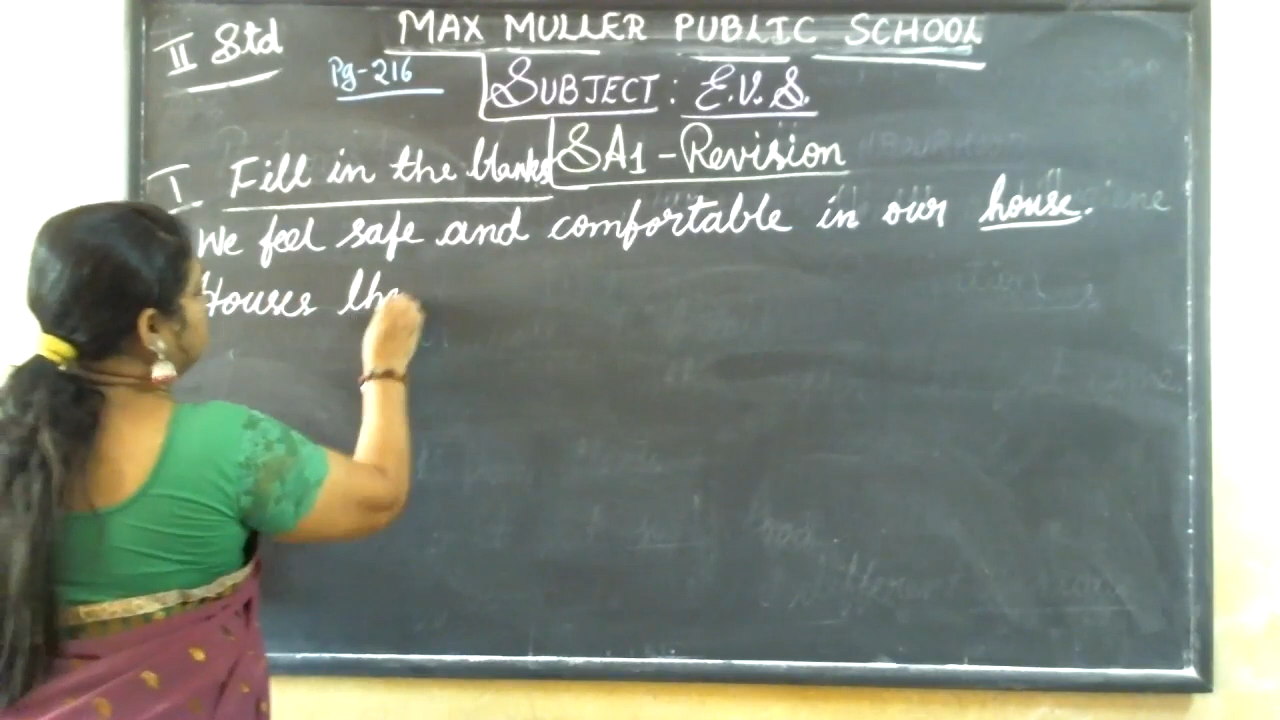 II Std
MAX MULLER PUBLIC SCHOOL
Pg-216
SUBJECT: E.V.S.
SA1 - Revision
I. Fill in the blanks
We feel safe and comfortable in our house.
Houses